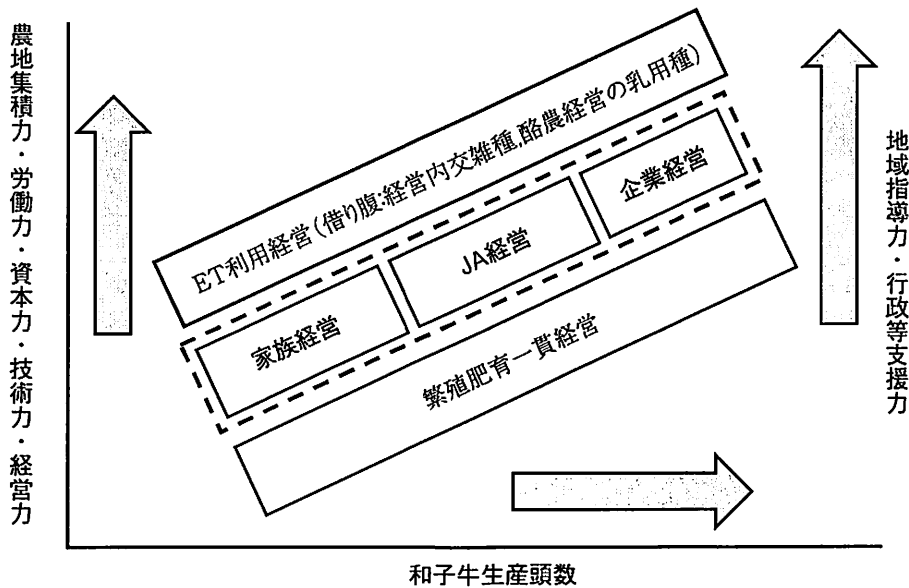 農地集積力・労働力・資本力・技術力・経営力
ET利用経営(借り腹:経営内交雑種,酪農経営の乳用種)
企業経営
JA経営
家族経営
繁殖肥育一貫経営
地域指導力・行政等支援力
和子牛生産頭数